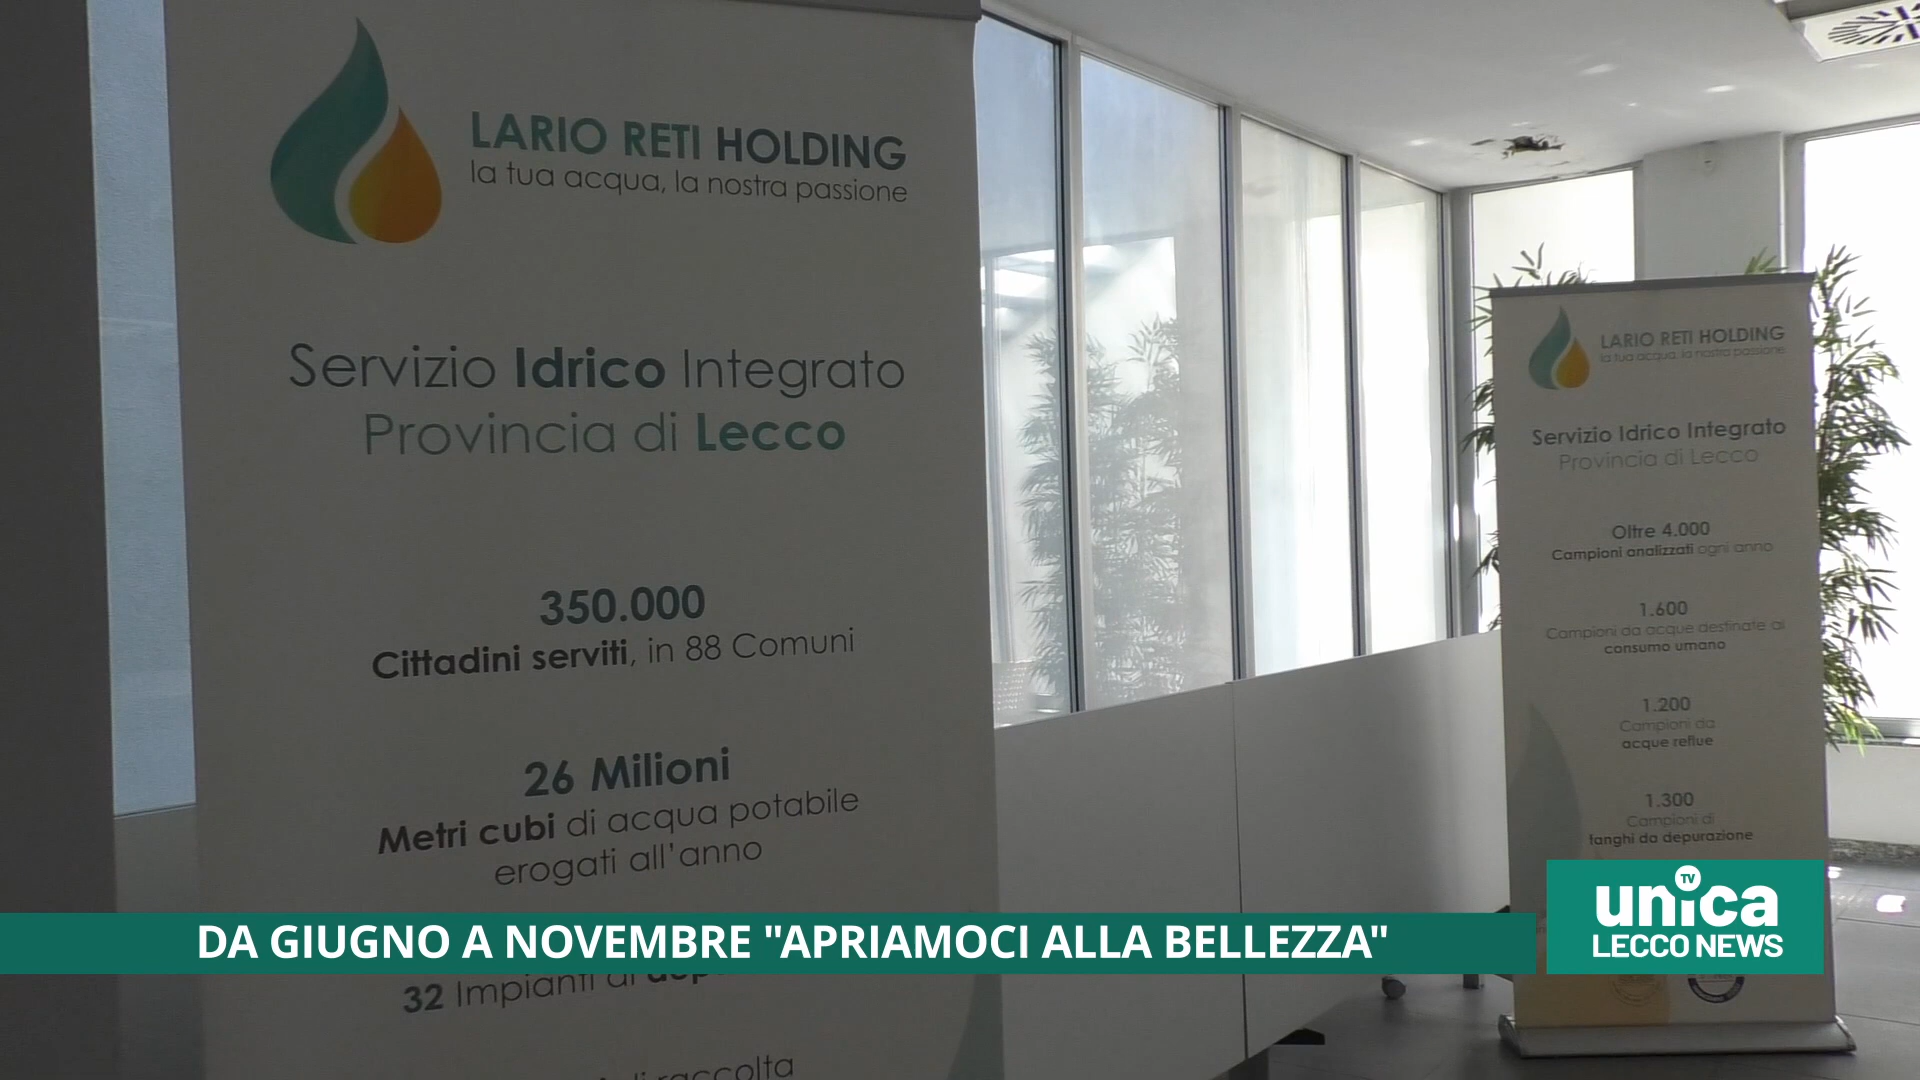 LARIO RETI HOLDING
la tua acqua, la nostra passione
Servizio Idrico Integrato
Provincia di Lecco
350.000
Cittadini serviti, in 88 Comuni
26 Milioni
Metri cubi di acqua potabile
erogati all'anno
32 Impianti di
di raccolta
LARIO RETI HOLDING
la tua acqua, la nostra passione
Servizio Idrico Integrato
Provincia di Lecco
Oltre 4.000
Campioni analizzati ogni anno
1.600
Campioni da acque destinate al
consumo umano
1.200
Campioni da
acque reflue
1.300
Campioni di
fanghi da depurazione
DA GIUGNO A NOVEMBRE "APRIAMOCI ALLA BELLEZZA"
unica TV
LECCO NEWS